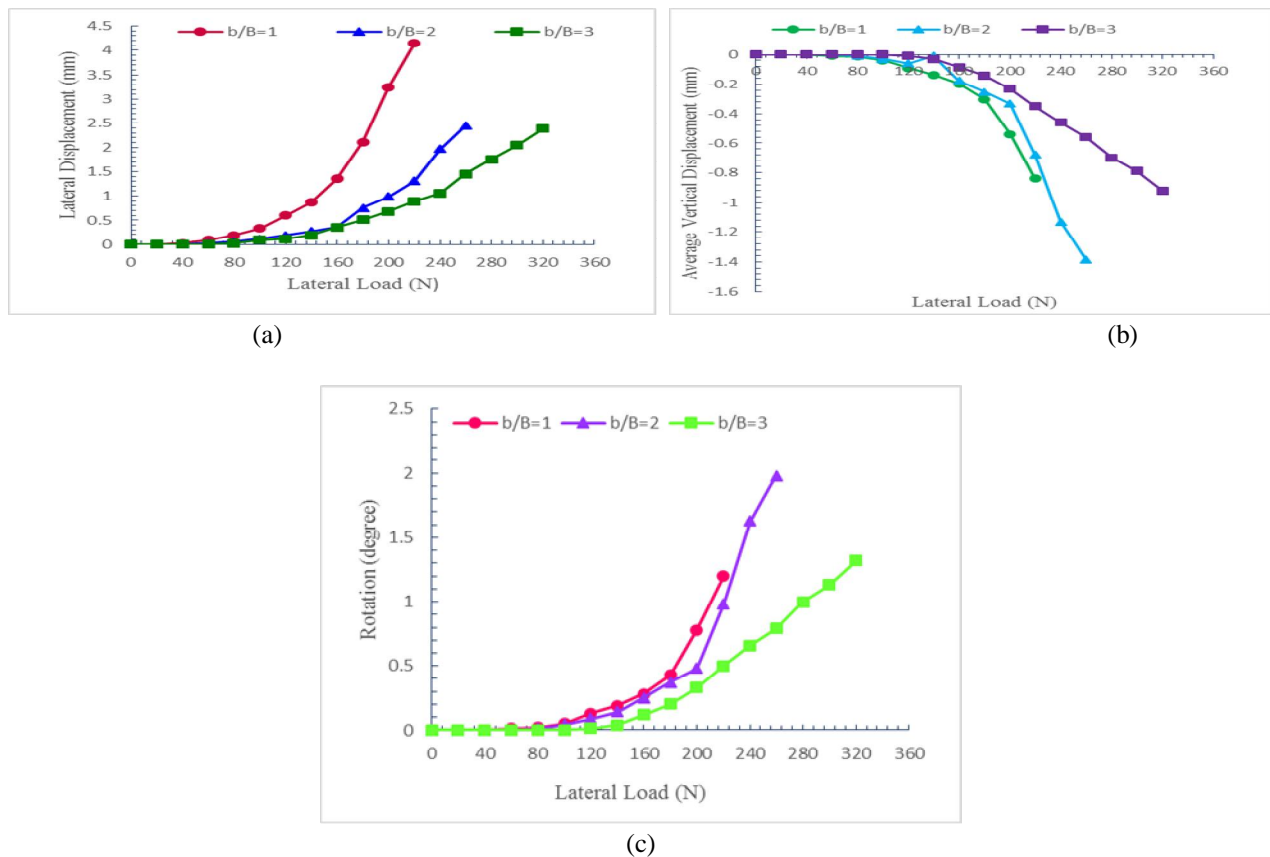 b/B=1 b/B=2 b/B=3
Lateral Displacement (mm)
4.5
4
3.5
3
2.5
2
1.5
1
0.5
0
0 40 80 120 160 200 240 280 320 360
Lateral Load (N)
(a)
b/B=1 b/B=2 b/B=3
Average Vertical Displacement (mm)
0
-0.2
-0.4
-0.6
-0.8
-1
-1.2
-1.4
-1.6
0 40 80 120 160 200 240 280 320 360
Lateral Load (N)
(b)
b/B=1 b/B=2 b/B=3
Rotation (degree)
2.5
2
1.5
1
0.5
0
0 40 80 120 160 200 240 280 320 360
Lateral Load (N)
(c)